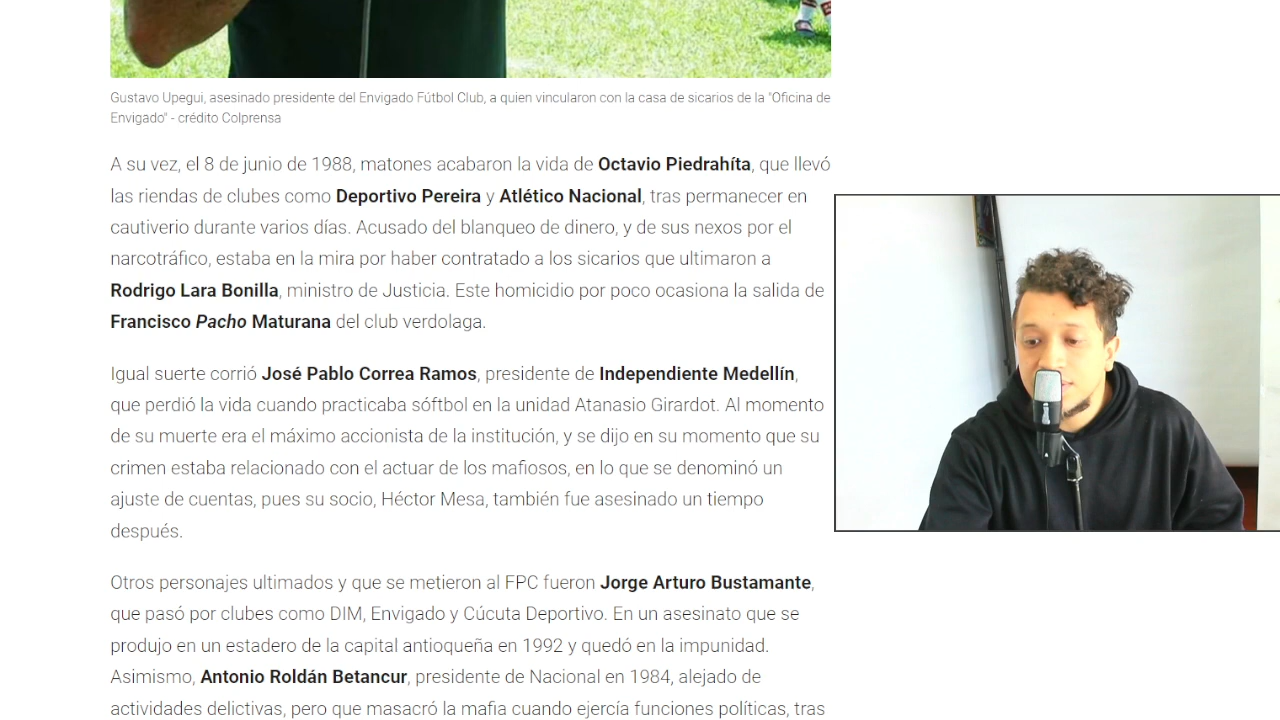 Gustavo Upegui, asesinado presidente del Envigado Fútbol Club, a quien vincularon con la casa de sicarios de la "Oficina de
Envigado" - crédito Colprensa
A su vez, el 8 de junio de 1988, matones acabaron la vida de Octavio Piedrahíta, que llevó
las riendas de clubes como Deportivo Pereira y Atlético Nacional, tras permanecer en
cautiverio durante varios días. Acusado del blanqueo de dinero, y de sus nexos por el
narcotráfico, estaba en la mira por haber contratado a los sicarios que ultimaron a
Rodrigo Lara Bonilla, ministro de Justicia. Este homicidio por poco ocasiona la salida de
Francisco Pacho Maturana del club verdolaga.
Igual suerte corrió José Pablo Correa Ramos, presidente de Independiente Medellín,
que perdió la vida cuando practicaba sóftbol en la unidad Atanasio Girardot. Al momento
de su muerte era el máximo accionista de la institución, y se dijo en su momento que su
crimen estaba relacionado con el actuar de los mafiosos, en lo que se denominó un
ajuste de cuentas, pues su socio, Héctor Mesa, también fue asesinado un tiempo
después.
Otros personajes ultimados y que se metieron al FPC fueron Jorge Arturo Bustamante,
que pasó por clubes como DIM, Envigado y Cúcuta Deportivo. En un asesinato que se
produjo en un estadero de la capital antioqueña en 1992 y quedó en la impunidad.
Asimismo, Antonio Roldán Betancur, presidente de Nacional en 1984, alejado de
actividades delictivas, pero que masacró la mafia cuando ejercía funciones políticas, tras